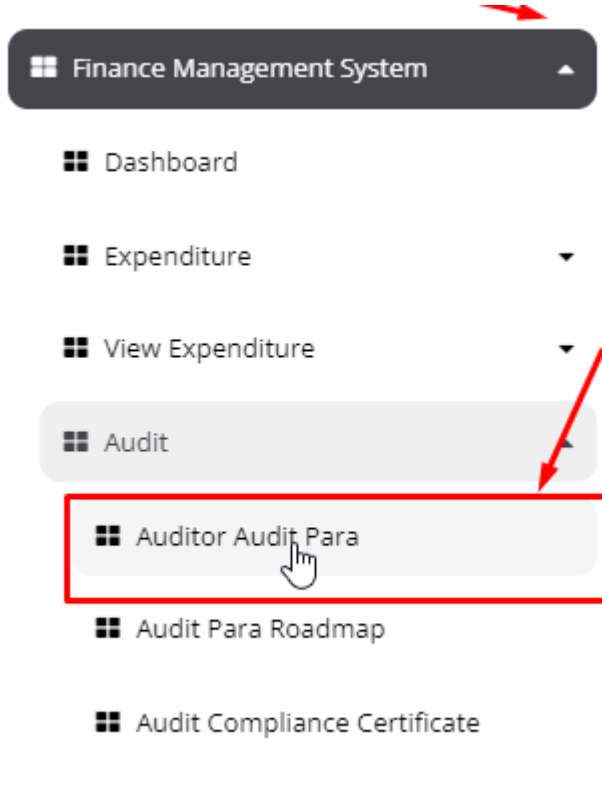 Finance Management System
Dashboard
Expenditure
View Expenditure
Audit
Auditor Audit Para
Audit Para Roadmap
Audit Compliance Certificate